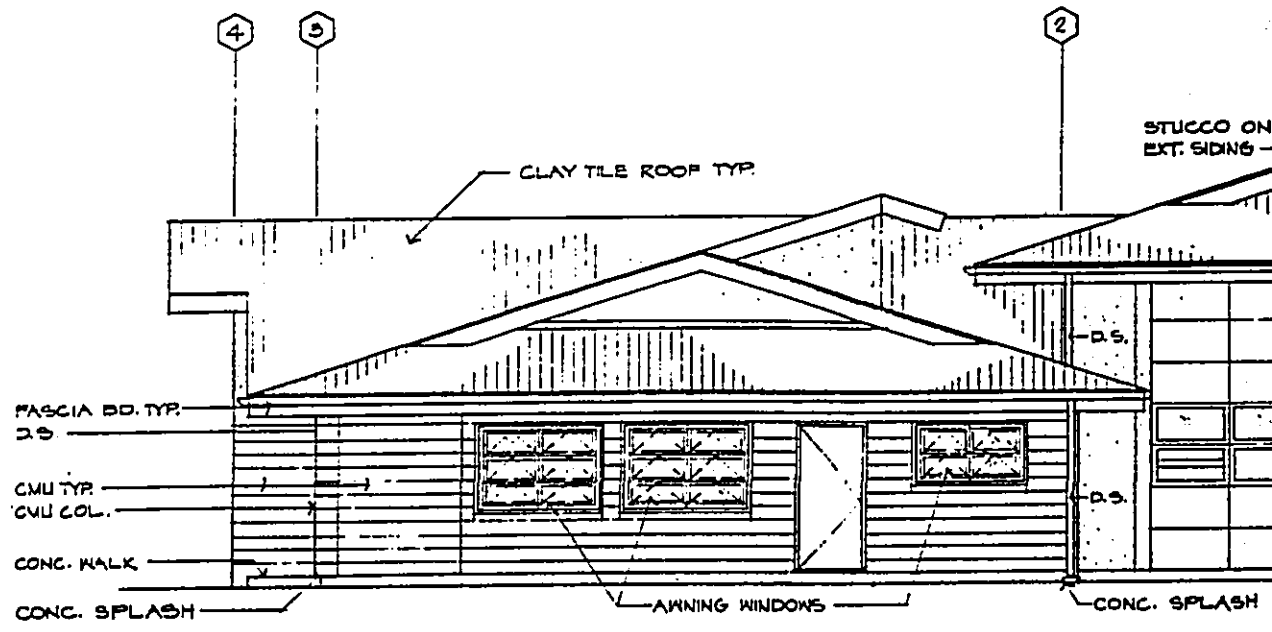 4
3
2
STUCCO ON
EXT. SIDING
CLAY TILE ROOF TYP.
D.S.
FASCIA BD. TYP.
D.S
CMU TYP.
CMU COL.
D.S.
CONC. WALK
CONC. SPLASH
AWNING WINDOWS
CONC. SPLASH